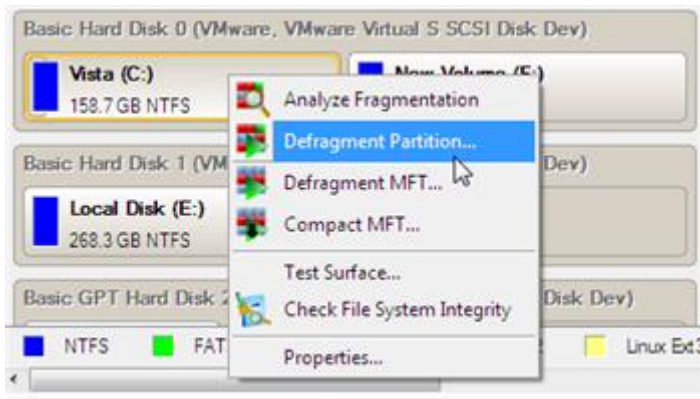 Basic Hard Disk 0 (VMware, VMware Virtual S SCSI Disk Dev)
Vista (C:)
158.7 GB NTFS
New Volume (F:)
Analyze Fragmentation
Defragment Partition...
Basic Hard Disk 1 (VM
Dev)
Defragment MFT...
Local Disk (E:)
268.3 GB NTFS
Compact MFT...
Test Surface...
Basic GPT Hard Disk 2
Disk Dev)
Check File System Integrity
NTFS
FAT
Linux Ext3
Properties...